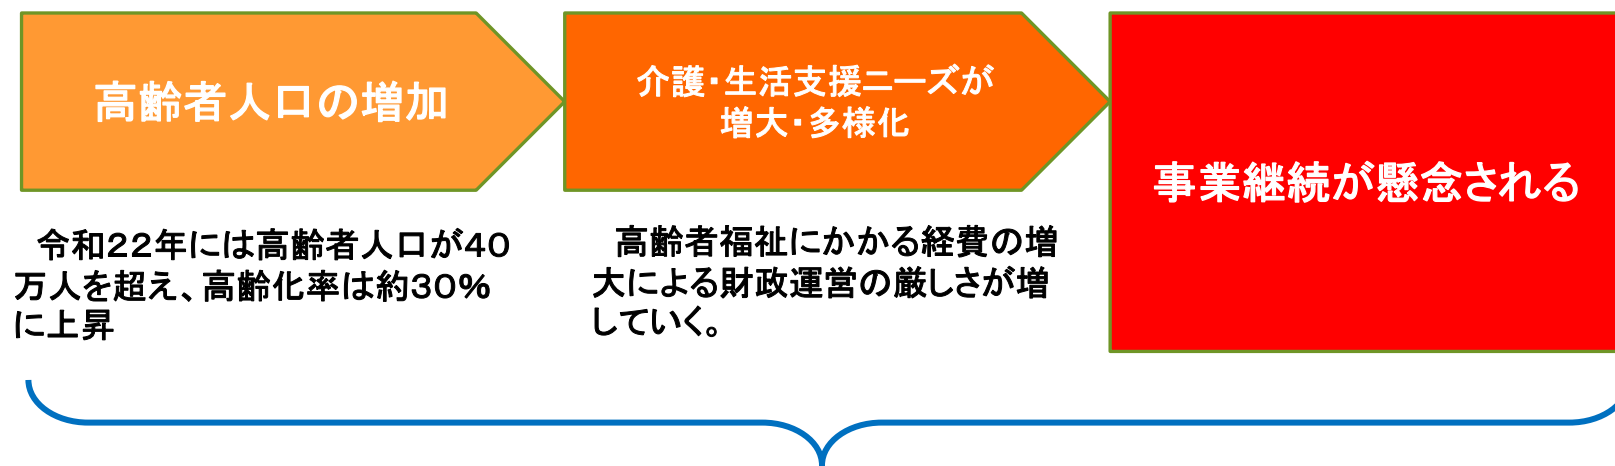 高齢者人口の増加
介護・生活支援ニーズが
増大・多様化
事業継続が懸念される
令和22年には高齢者人口が40
万人を超え、高齢化率は約30%
に上昇
高齢者福祉にかかる経費の増
大による財政運営の厳しさが増
していく。